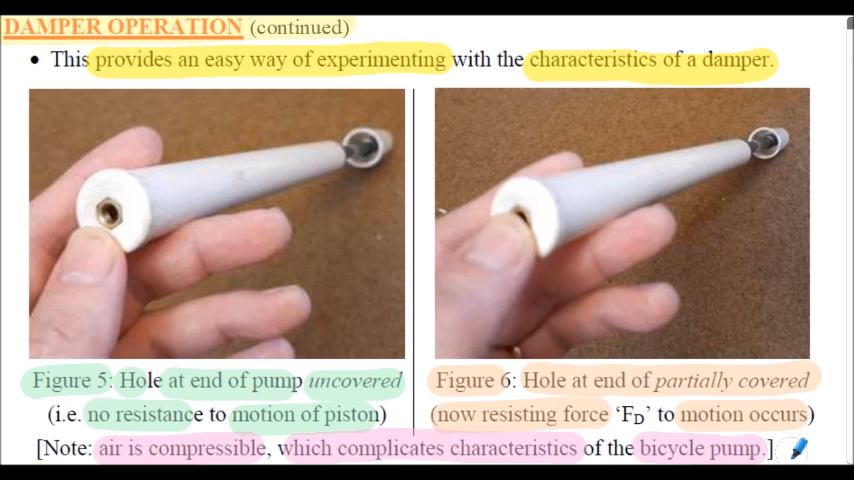 DAMPER OPERATION (continued)
• This provides an easy way of experimenting with the characteristics of a damper.
Figure 5: Hole at end of pump uncovered
(i.e. no resistance to motion of piston)
Figure 6: Hole at end of partially covered
(now resisting force ‘FD’ to motion occurs)
[Note: air is compressible, which complicates characteristics of the bicycle pump.]